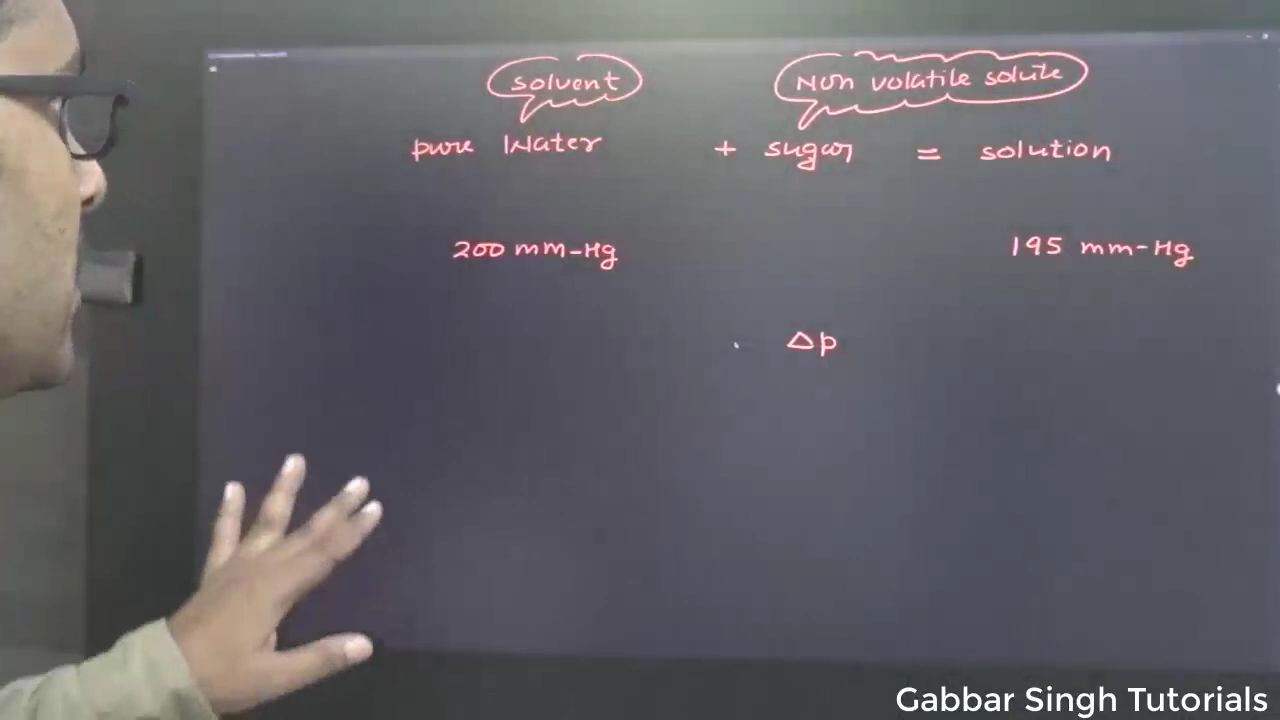 solvent Non volatile solute
pure Water + sugar = solution
200 mm-Hg 195 mm-Hg
Δp
Gabbar Singh Tutorials